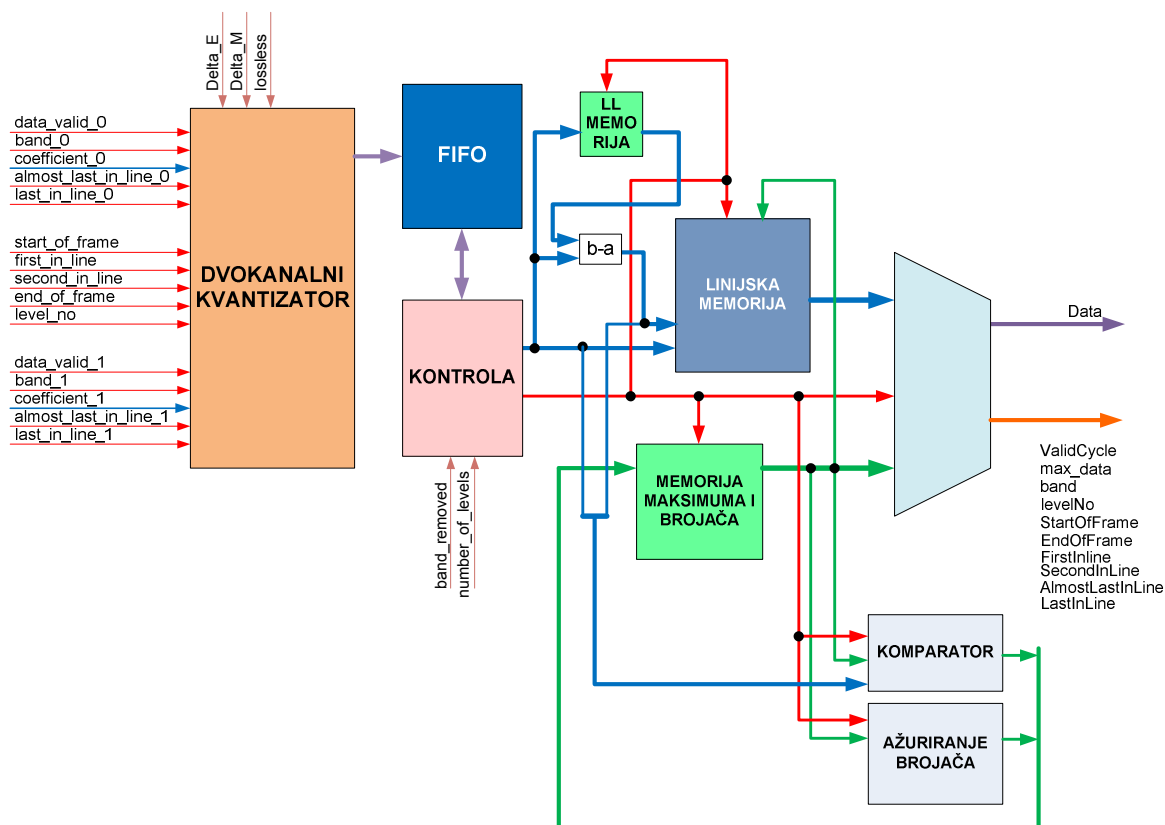 Delta_E
Delta_M
lossless
data_valid_0
band_0
coefficient_0
almost_last_in_line_0
last_in_line_0
start_of_frame
first_in_line
second_in_line
end_of_frame
level_no
data_valid_1
band_1
coefficient_1
almost_last_in_line_1
last_in_line_1
DVOKANALNI
KVANTIZATOR
FIFO
KONTROLA
band_removed
number_of_levels
LL
MEMO
RIJA
b-a
LINIJSKA
MEMORIJA
MEMORIJA
MAKSIMUMA I
BROJAČA
Data
ValidCycle
max_data
band
levelNo
StartOfFrame
EndOfFrame
FirstInline
SecondInLine
AlmostLastInLine
LastInLine
KOMPARATOR
AŽURIRANJE
BROJAČA